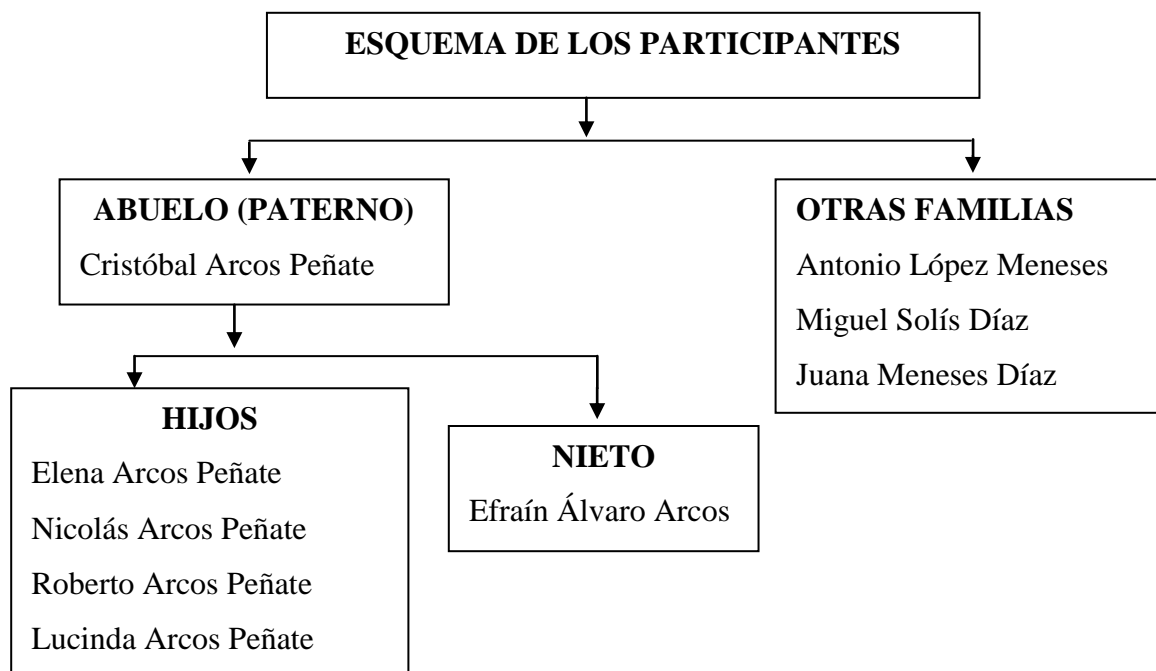 ESQUEMA DE LOS PARTICIPANTES
ABUELO (PATERNO)
Cristóbal Arcos Peñate
OTRAS FAMILIAS
Antonio López Meneses
Miguel Solís Díaz
Juana Meneses Díaz
HIJOS
Elena Arcos Peñate
Nicolás Arcos Peñate
Roberto Arcos Peñate
Lucinda Arcos Peñate
NIETO
Efraín Álvaro Arcos